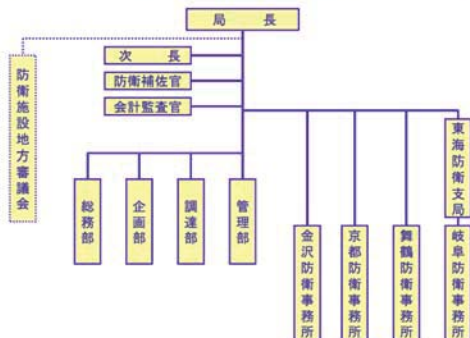 局長
次長
防衛補佐官
会計監査官
防衛施設地方審議会
東海防衛支局
総務部
企画部
調達部
管理部
金沢防衛事務所
京都防衛事務所
舞鶴防衛事務所
岐阜防衛事務所